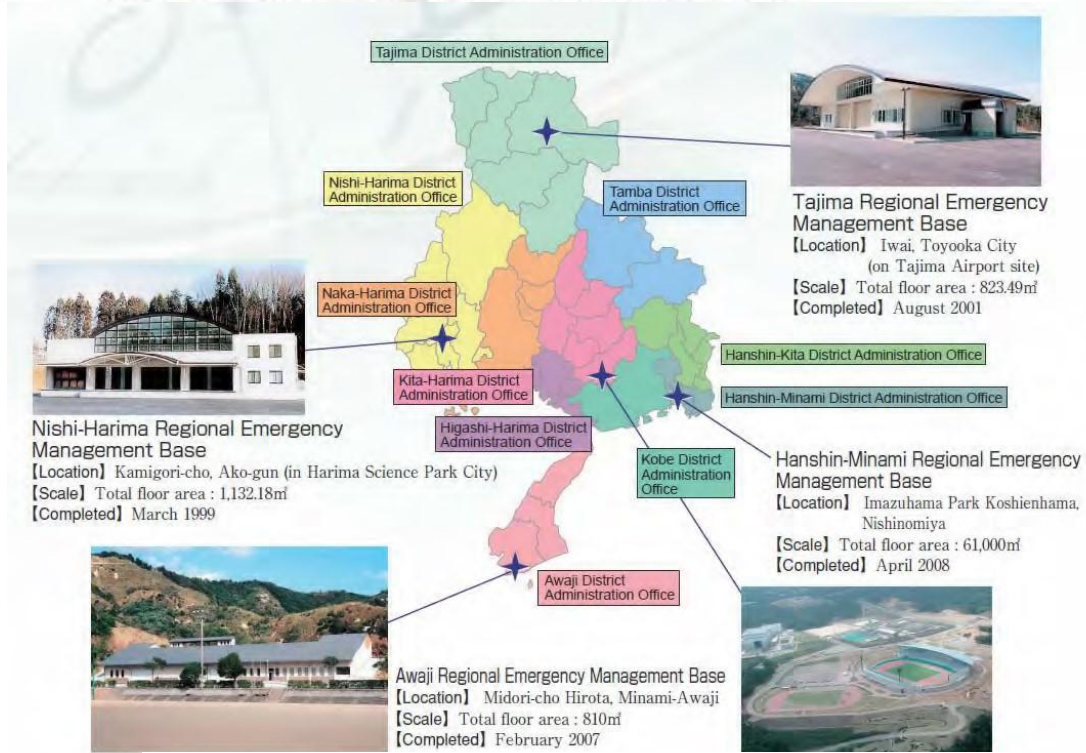 Tajima District Administration Office
Nishi-Harima District
Administration Office
Tamba District
Administration Office
Tajima Regional Emergency
Management Base
【Location】 Iwai, Toyooka City
(on Tajima Airport site)
【Scale】 Total floor area : 823.49㎡
【Completed】 August 2001
Naka-Harima District
Administration Office
Hanshin-Kita District Administration Office
Kita-Harima District
Administration Office
Hanshin-Minami District Administration Office
Higashi-Harima District
Administration Office
Nishi-Harima Regional Emergency
Management Base
【Location】 Kamigori-cho, Ako-gun (in Harima Science Park City)
【Scale】 Total floor area : 1,132.18㎡
【Completed】 March 1999
Kobe District
Administration
Office
Hanshin-Minami Regional Emergency
Management Base
【Location】 Imazuhama Park Koshienhama,
Nishinomiya
【Scale】 Total floor area : 61,000㎡
【Completed】 April 2008
Awaji District
Administration Office
Awaji Regional Emergency Management Base
【Location】 Midori-cho Hirota, Minami-Awaji
【Scale】 Total floor area : 810㎡
【Completed】 February 2007